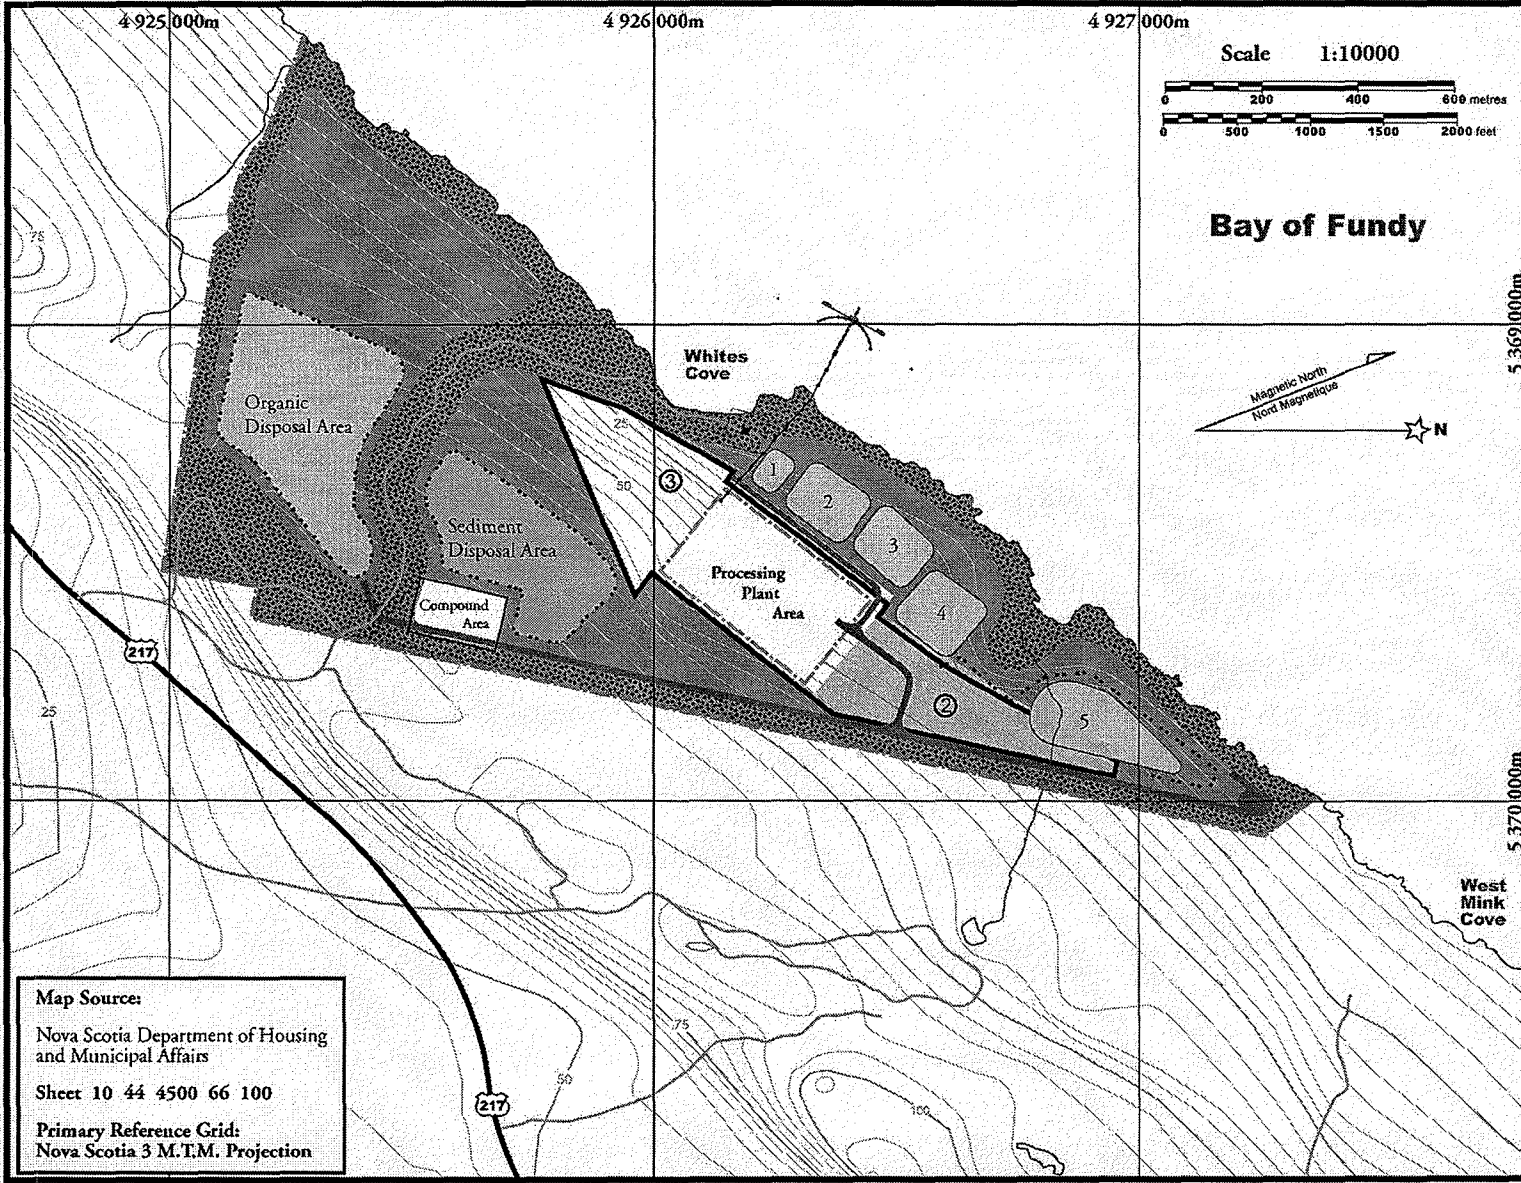 4 925 000m
4 926 000m
4 927 000m
Scale 1:10000
0 200 400 600 metres
0 500 1000 1500 2000 feet
Bay of Fundy
5 369 000m
75
Whites
Cove
Magnetic North
Nord Magnetique
N
Organic
Disposal Area
25
50
3
1
2
3
4
5
Sediment
Disposal Area
Processing
Plant
Area
Compound
Area
217
2
25
5 370 000m
West
Mink
Cove
75
50
100
217
Map Source:
Nova Scotia Department of Housing
and Municipal Affairs
Sheet 10 44 4500 66 100
Primary Reference Grid:
Nova Scotia 3 M.T.M. Projection